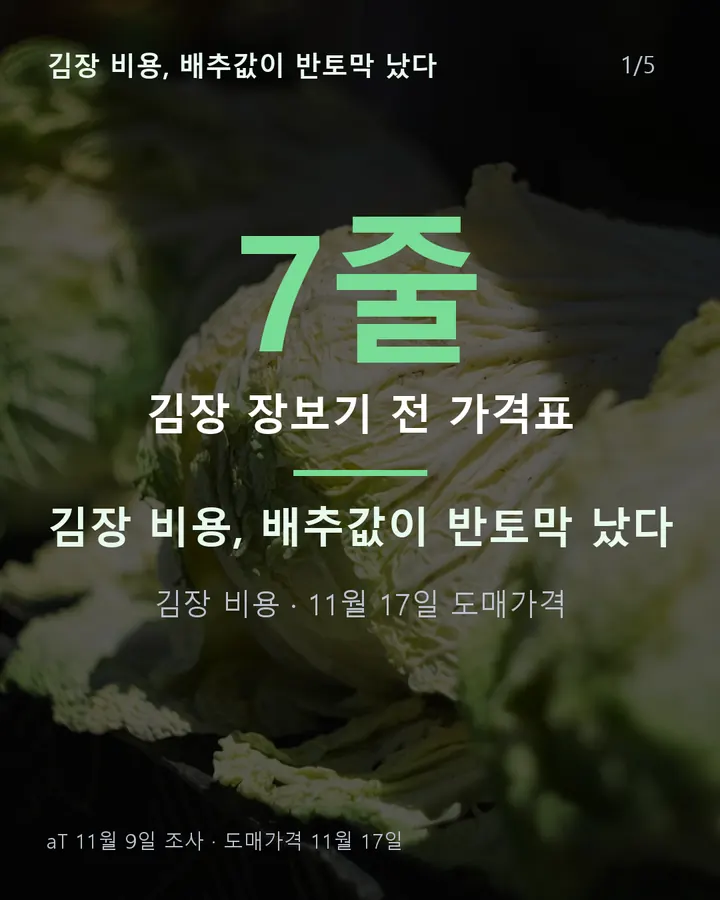 김장 비용, 배추값이 반토막 났다
1/5
7줄
김장 장보기 전 가격표
김장 비용, 배추값이 반토막 났다
김장 비용 · 11월 17일 도매가격
aT 11월 9일 조사 · 도매가격 11월 17일